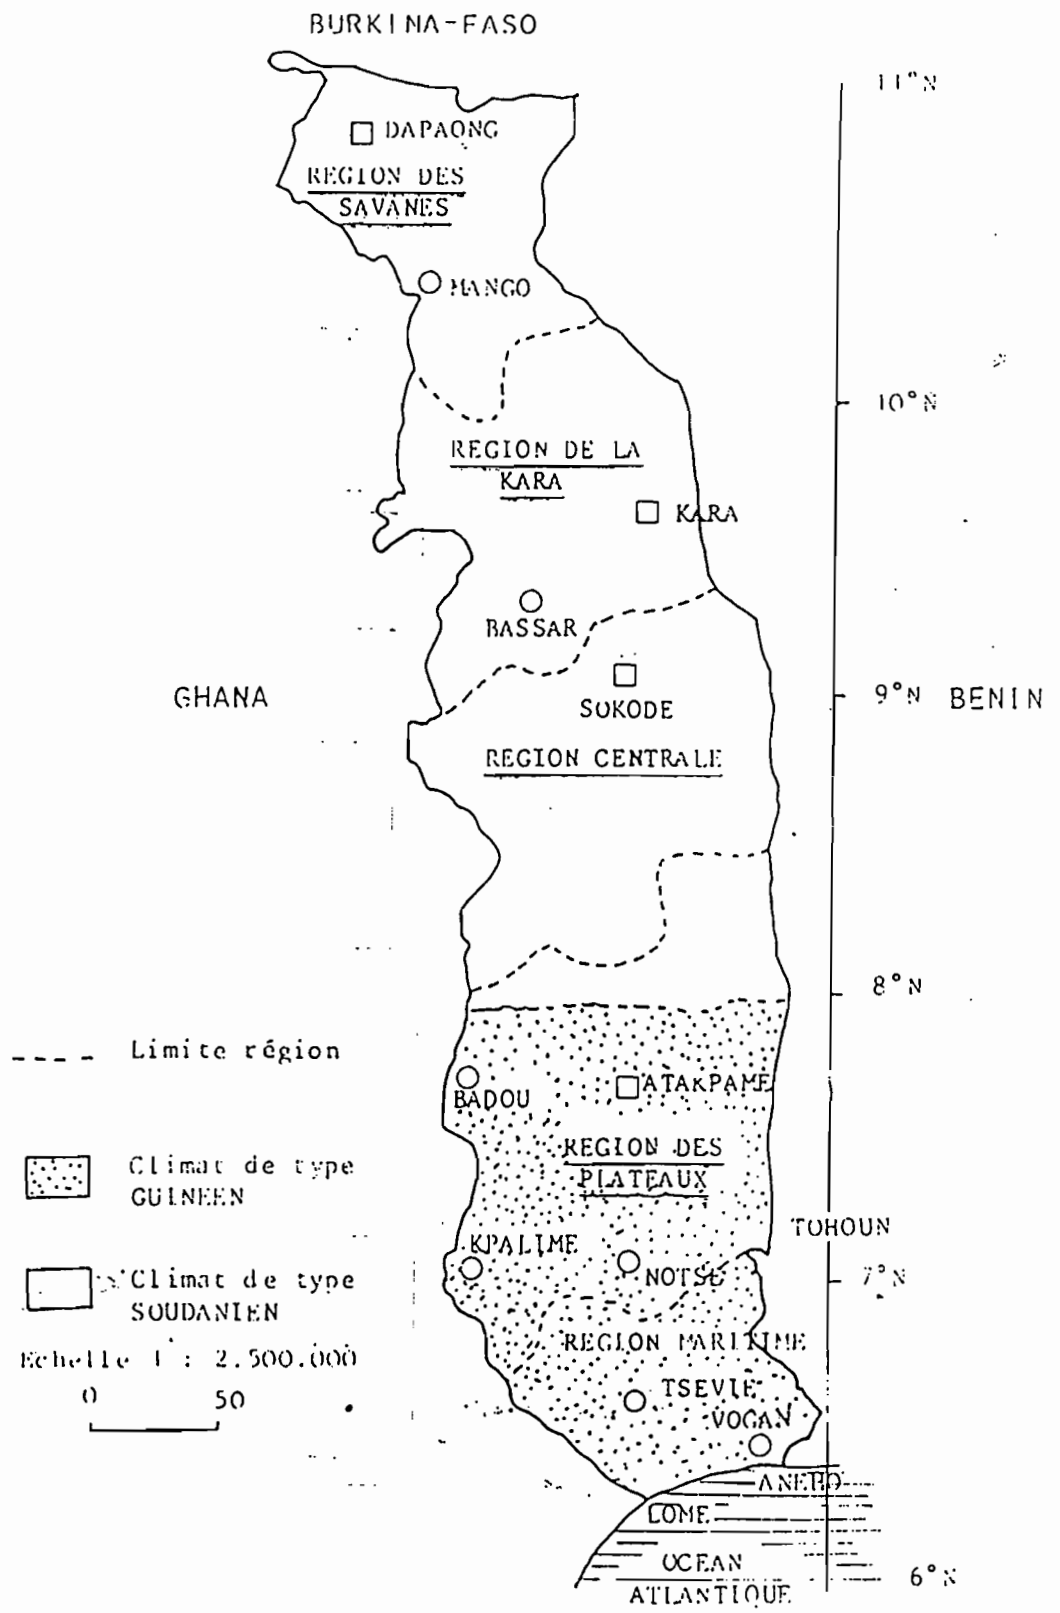 BURKINA-FASO
11°N
DAPAONG
REGION DES
SAVANES
MANGO
10°N
REGION DE LA
KARA
KARA
BASSAR
GHANA
SOKODE
9°N BENIN
REGION CENTRALE
8°N
Limite région
BADOU
ATAKPAME
REGION DES
PLATEAUX
Climat de type
GUINEEN
TOHOUN
KPALIME
NOTSE
7°N
Climat de type
SOUDANIEN
REGION MARITIME
Echelle 1 : 2.500.000
0 50
TSEVIE
VOGAN
ANEHO
LOME
OCEAN
ATLANTIQUE
6°N